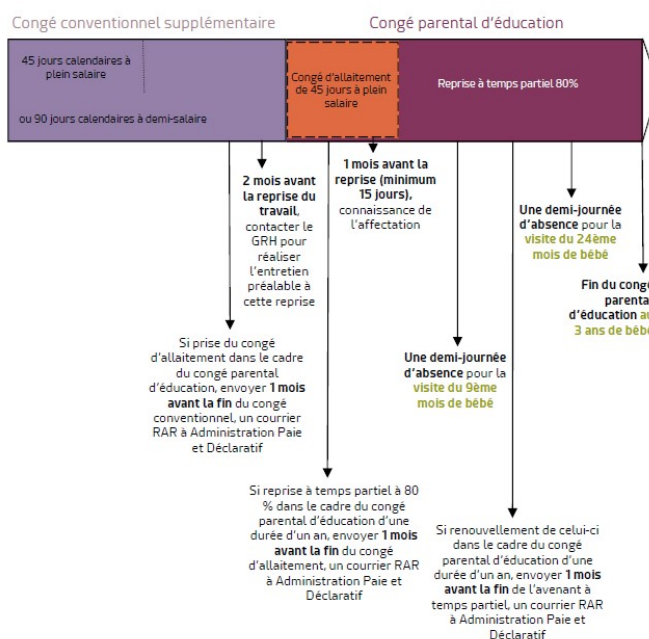 Congé conventionnel supplémentaire
Congé parental d'éducation
45 jours calendaires à
plein salaire
ou 90 jours calendaires à demi-salaire
Congé d'allaitement
de 45 jours à plein
salaire
Reprise à temps partiel 80%
2 mois avant
la reprise du
travail,
contacter le
GRH pour
réaliser
l'entretien
préalable à
cette reprise
1 mois avant la
reprise (minimum
15 jours),
connaissance de
l'affectation
Une demi-journée
d'absence pour la
visite du 24ème
mois de bébé
Fin du congé
parental
d'éducation au
3 ans de bébé
Si prise du congé
d'allaitement dans le cadre
du congé parental
d'éducation, envoyer 1 mois
avant la fin du congé
conventionnel, un courrier
RAR à Administration Paie
et Déclaratif
Une demi-journée
d'absence pour la
visite du 9ème
mois de bébé
Si reprise à temps partiel à 80
% dans le cadre du congé
parental d'éducation d'une
durée d'un an, envoyer 1 mois
avant la fin du congé
d'allaitement, un courrier RAR
à Administration Paie et
Déclaratif
Si renouvellement de celui-ci
dans le cadre du congé
parental d'éducation d'une
durée d'un an, envoyer 1 mois
avant la fin de l'avenant à
temps partiel, un courrier RAR
à Administration Paie et
Déclaratif